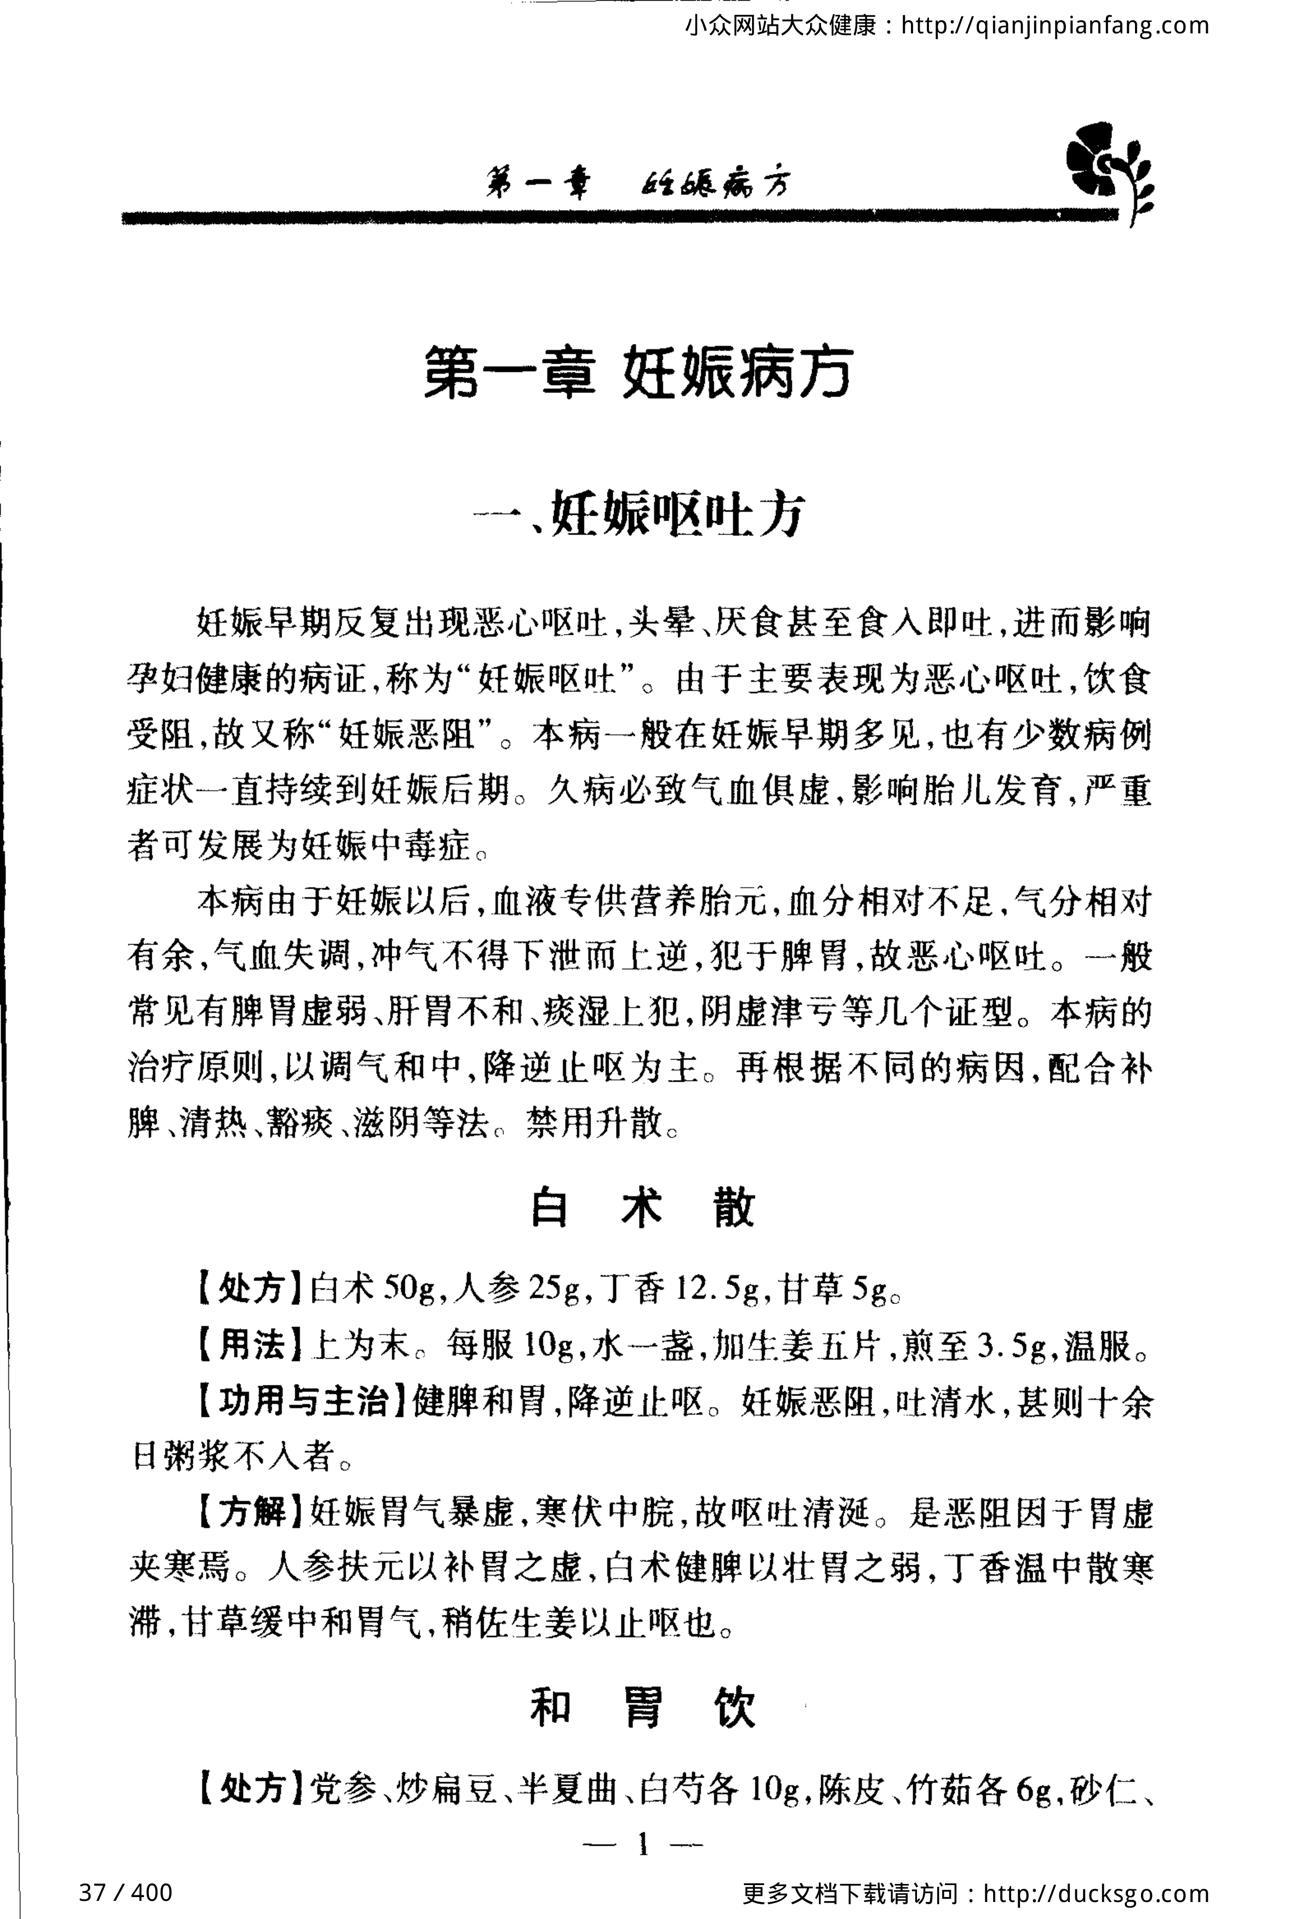 小众网站大众健康：http://qianjinpianfang.com
第一章 妊娠病方
第一章 妊娠病方
一、妊娠呕吐方
妊娠早期反复出现恶心呕吐,头晕、厌食甚至食入即吐,进而影响
孕妇健康的病证,称为“妊娠呕吐”。由于主要表现为恶心呕吐,饮食
受阻,故又称“妊娠恶阻”。本病一般在妊娠早期多见,也有少数病例
症状一直持续到妊娠后期。久病必致气血俱虚,影响胎儿发育,严重
者可发展为妊娠中毒症。
本病由于妊娠以后,血液专供营养胎元,血分相对不足,气分相对
有余,气血失调,冲气不得下泄而上逆,犯于脾胃,故恶心呕吐。一般
常见有脾胃虚弱、肝胃不和、痰湿上犯,阴虚津亏等几个证型。本病的
治疗原则,以调气和中,降逆止呕为主。再根据不同的病因,配合补
脾、清热、豁痰、滋阴等法。禁用升散。
白 术 散
【处方】白术 50g,人参 25g,丁香 12.5g,甘草 5g。
【用法】上为末。每服 10g,水一盏,加生姜五片,煎至 3.5g,温服。
【功用与主治】健脾和胃,降逆止呕。妊娠恶阻,吐清水,甚则十余
日粥浆不入者。
【方解】妊娠胃气暴虚,寒伏中脘,故呕吐清涎。是恶阻因于胃虚
夹寒焉。人参扶元以补胃之虚,白术健脾以壮胃之弱,丁香温中散寒
滞,甘草缓中和胃气,稍佐生姜以止呕也。
和 胃 饮
【处方】党参、炒扁豆、半夏曲、白芍各 10g,陈皮、竹茹各 6g,砂仁、
— 1 —
37 / 400
更多文档下载请访问：http://ducksgo.com